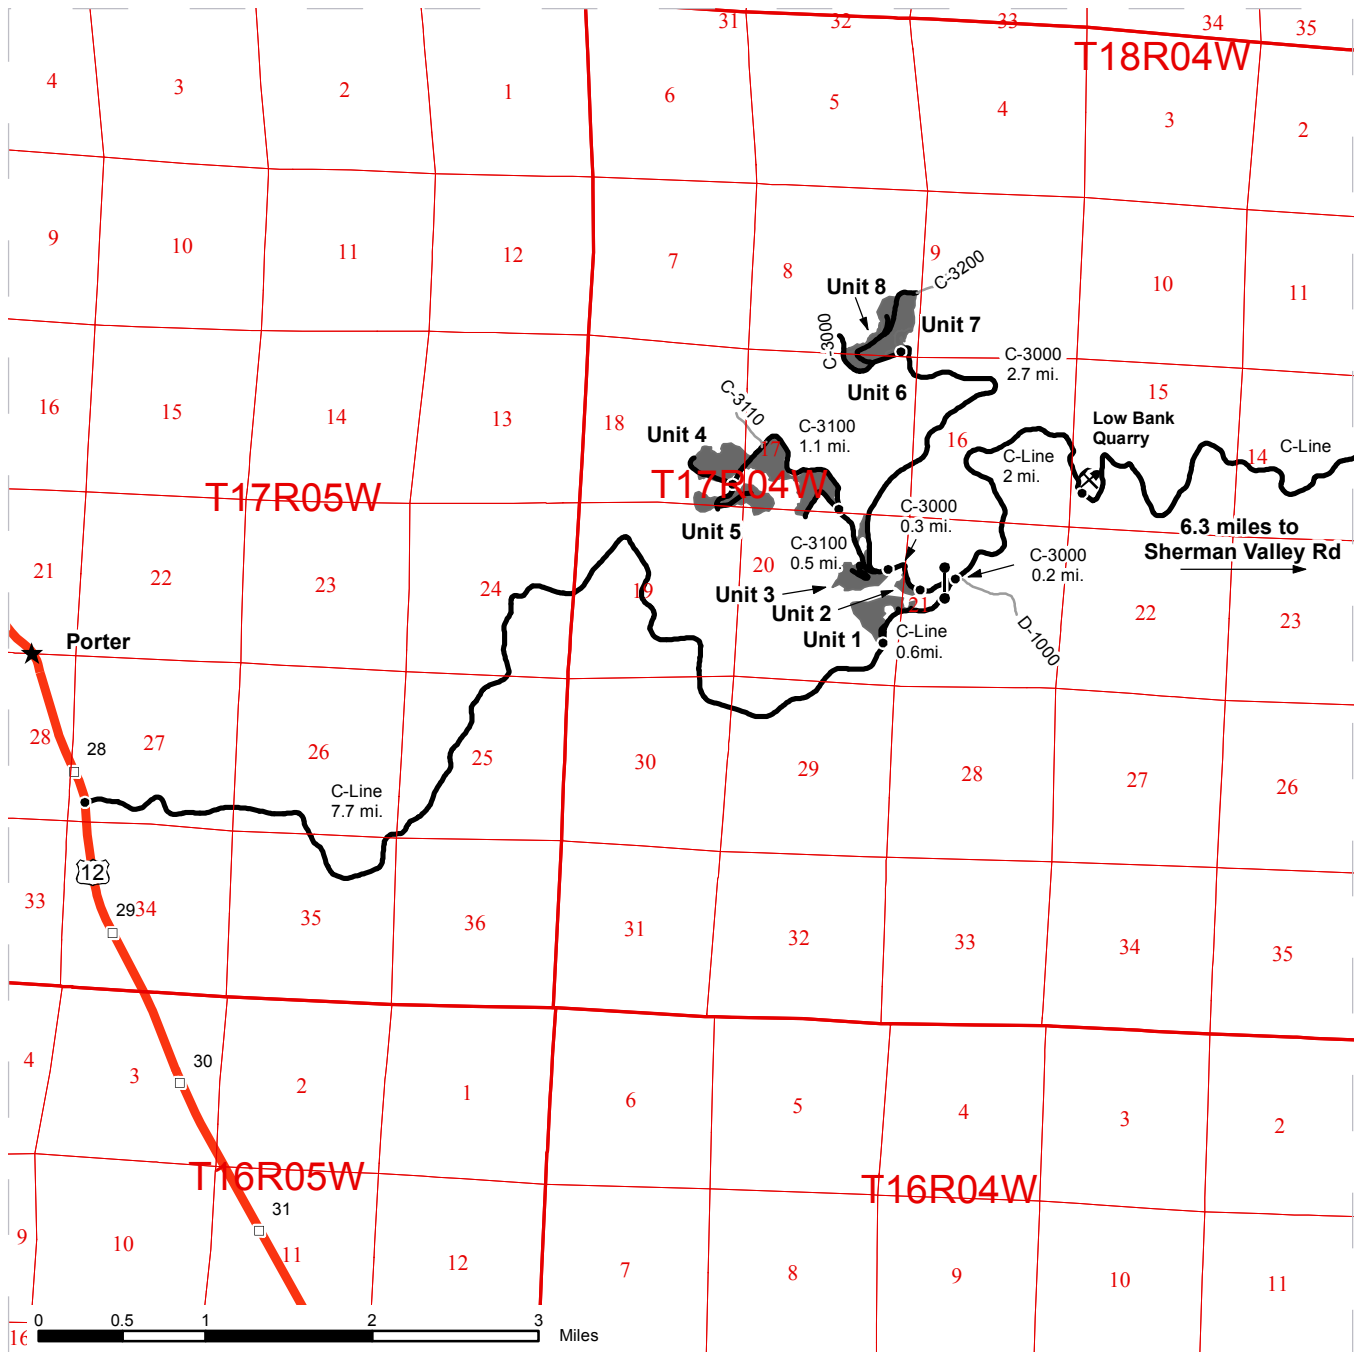 31
32
33
34
35
T18R04W
4
3
2
1
6
5
4
3
2
9
10
11
12
7
8
9
10
11
C-3200
Unit 8
Unit 7
C-3000
Unit 6
C-3000
2.7 mi.
16
15
14
13
18
17
16
15
14
C-3110
C-3100
1.1 mi.
Unit 4
Low Bank
Quarry
C-Line
C-Line
2 mi.
T17R05W
T17R04W
Unit 5
C-3000
0.3 mi.
6.3 miles to
Sherman Valley Rd
C-3100
0.5 mi.
C-3000
0.2 mi.
21
22
23
24
19
20
21
22
23
Unit 3
Unit 2
Unit 1
C-Line
0.6mi.
D-1000
Porter
28
28
27
26
25
30
29
28
27
26
C-Line
7.7 mi.
12
33
29
34
35
36
31
32
33
34
35
4
3
30
2
1
6
5
4
3
2
T16R05W
T16R04W
9
10
31
11
12
7
8
9
10
11
16
0
0.5
1
2
3
Miles